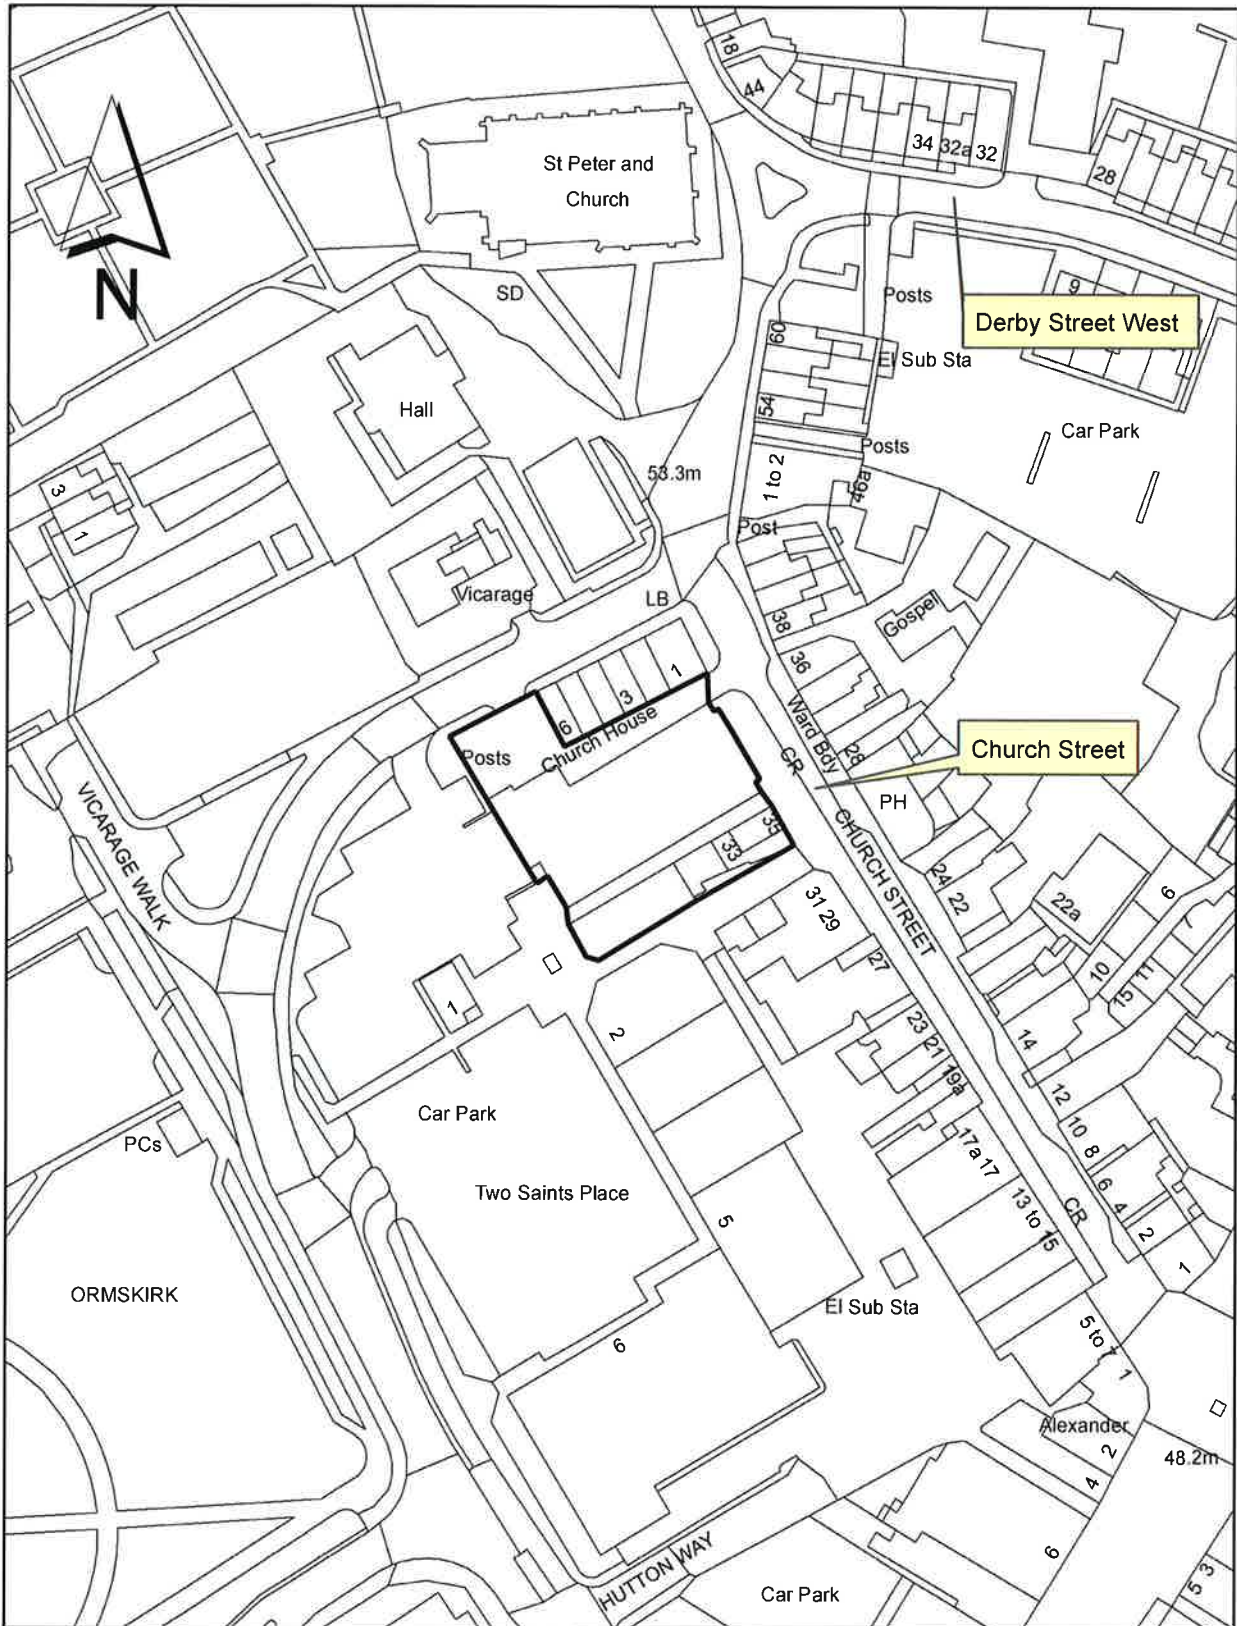 18
44
34
32a
32
28
St Peter and
Church
N
SD
Posts
9
Derby Street West
60
El Sub Sta
Hall
54
Car Park
Posts
53.3m
1 to 2
46a
3
1
Post
Vicarage
LB
38
Gospel
36
1
3
6
Church House
Ward Bdy
Posts
CR
28
Church Street
PH
VICARAGE WALK
CHURCH STREET
35
33
24
22
22a
6
31 29
27
10
11
15
1
2
23
21
19a
14
12
Car Park
PCs
17a 17
10
8
6
4
2
1
Two Saints Place
13 to 15
CR
5
ORMSKIRK
El Sub Sta
6
5 to 7
1
Alexander
2
4
48.2m
HUTTON WAY
6
Car Park
3
5